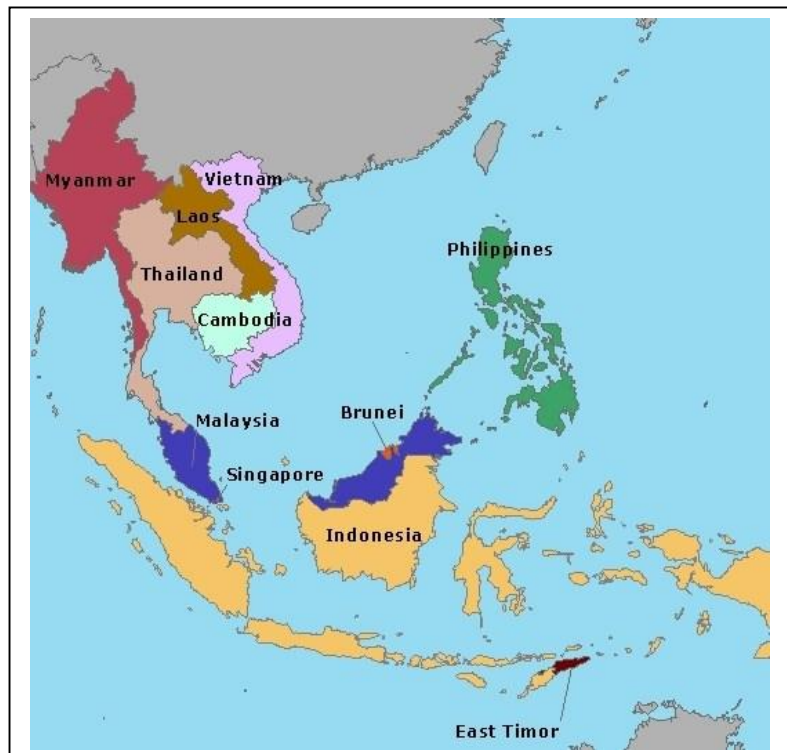 Myanmar
Vietnam
Laos
Thailand
Philippines
Cambodia
Brunei
Malaysia
Singapore
Indonesia
East Timor